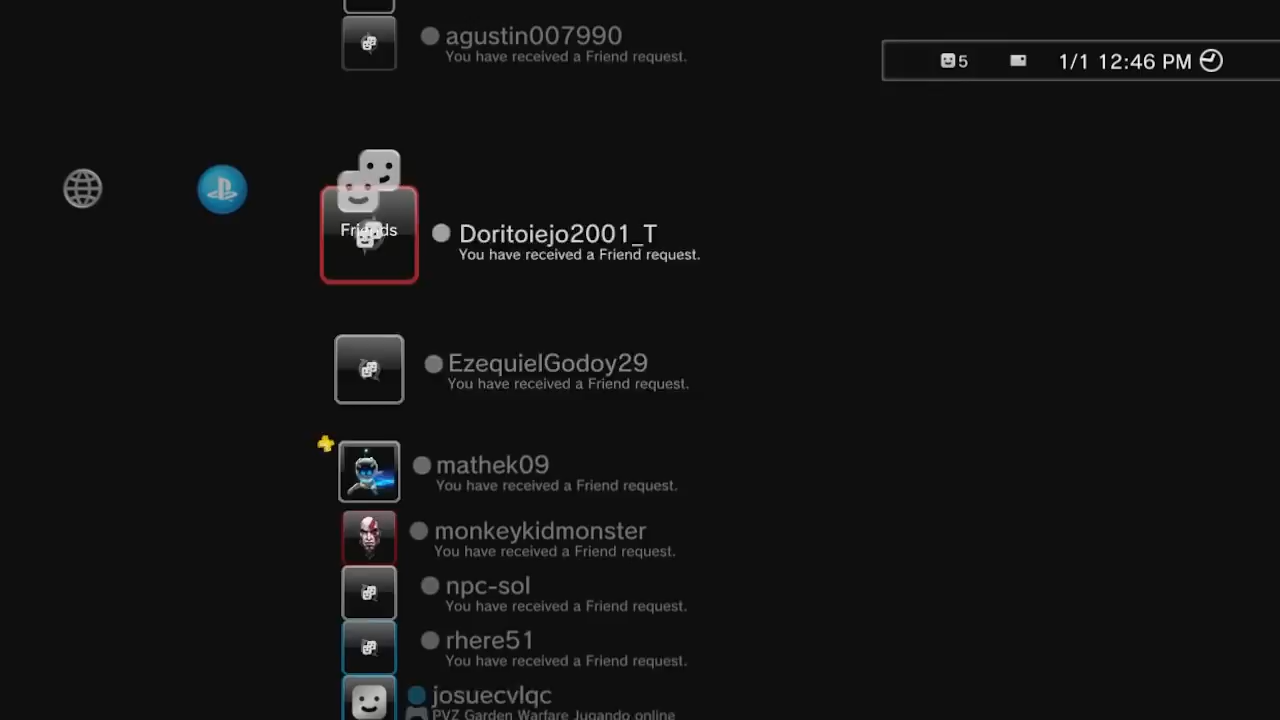 agustin007990
You have received a Friend request.
5
1/1 12:46 PM
Friends
Doritoiejo2001_T
You have received a Friend request.
EzequielGodoy29
You have received a Friend request.
mathek09
You have received a Friend request.
monkeykidmonster
You have received a Friend request.
npc-sol
You have received a Friend request.
rhere51
You have received a Friend request.
josuecvlqc
PVZ Garden Warfare Jugando online